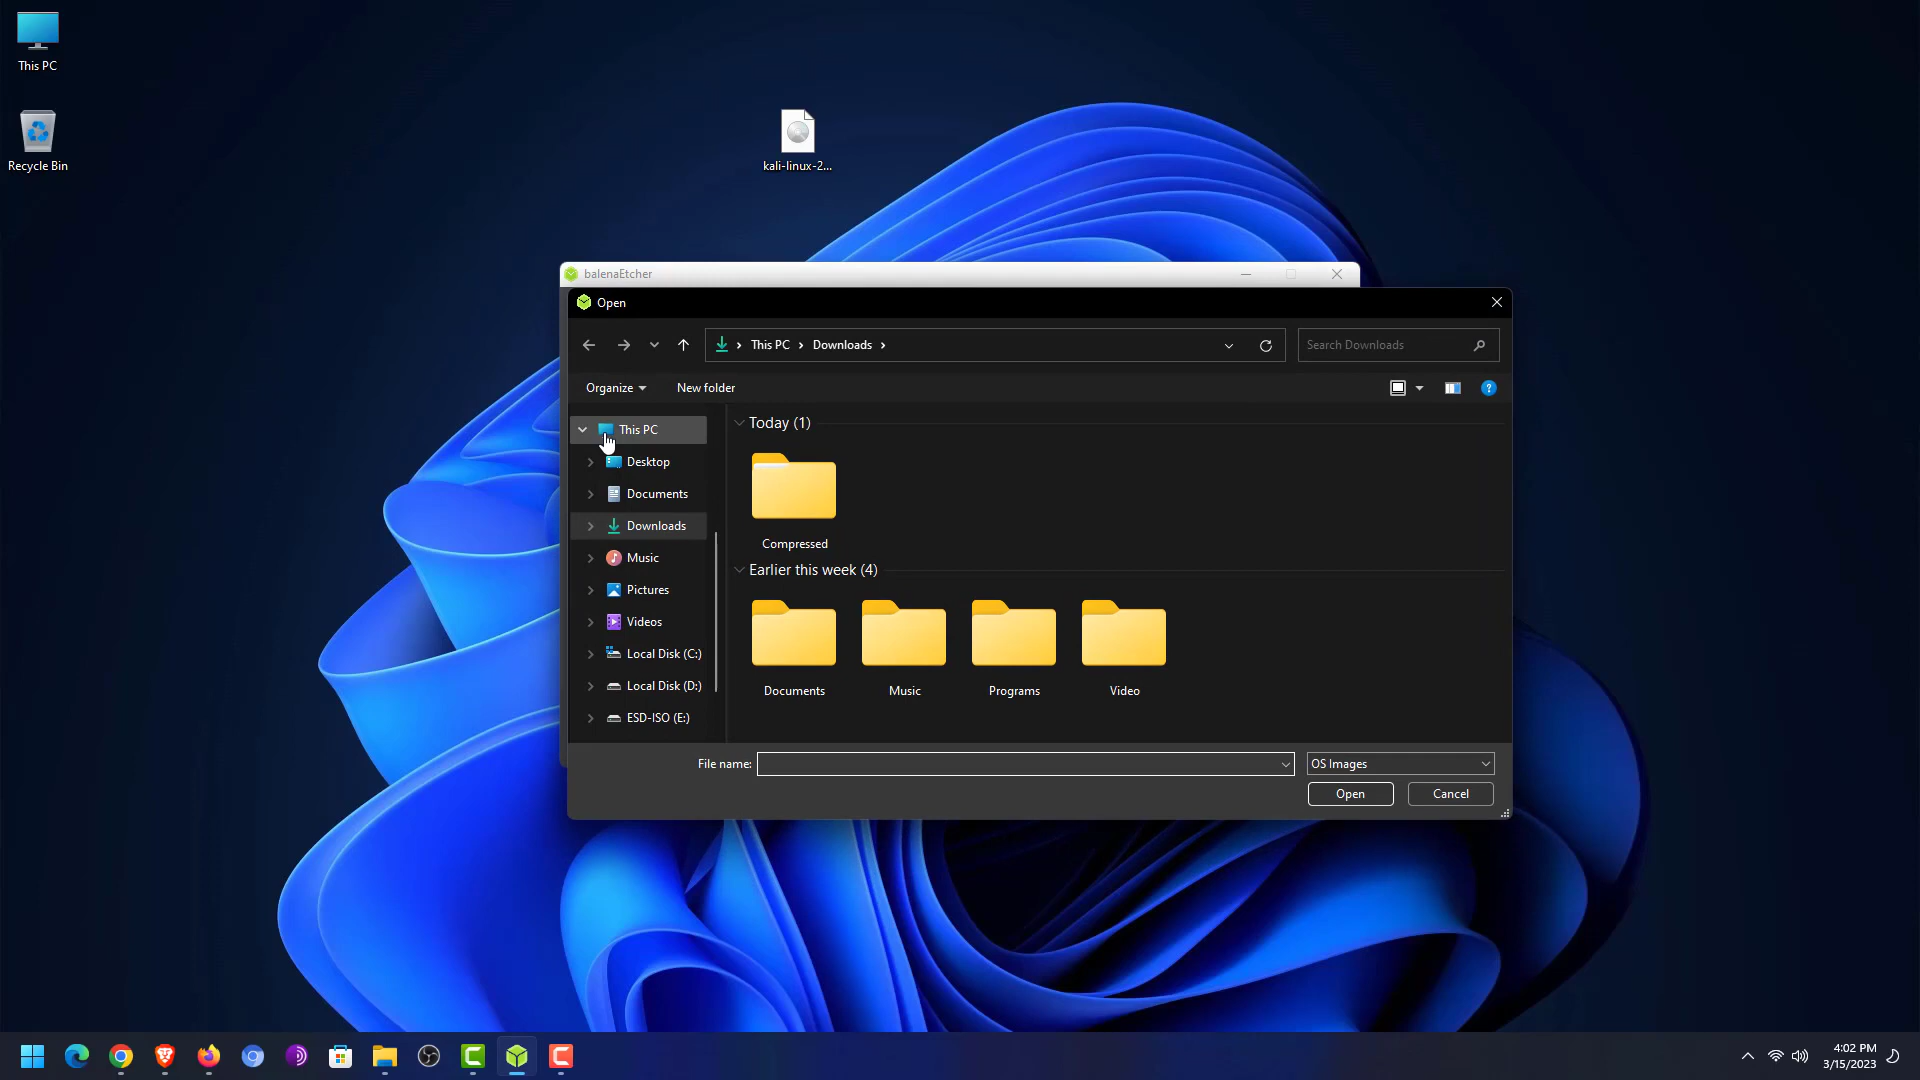 This PC
Recycle Bin
kali-linux-2...
balenaEtcher
Open
This PC
Downloads
Search Downloads
Organize
New folder
This PC
Desktop
Documents
Downloads
Music
Pictures
Videos
Local Disk (C:)
Local Disk (D:)
ESD-ISO (E:)
Today (1)
Compressed
Earlier this week (4)
Documents
Music
Programs
Video
File name:
OS Images
Open
Cancel
4:02 PM
3/15/2023